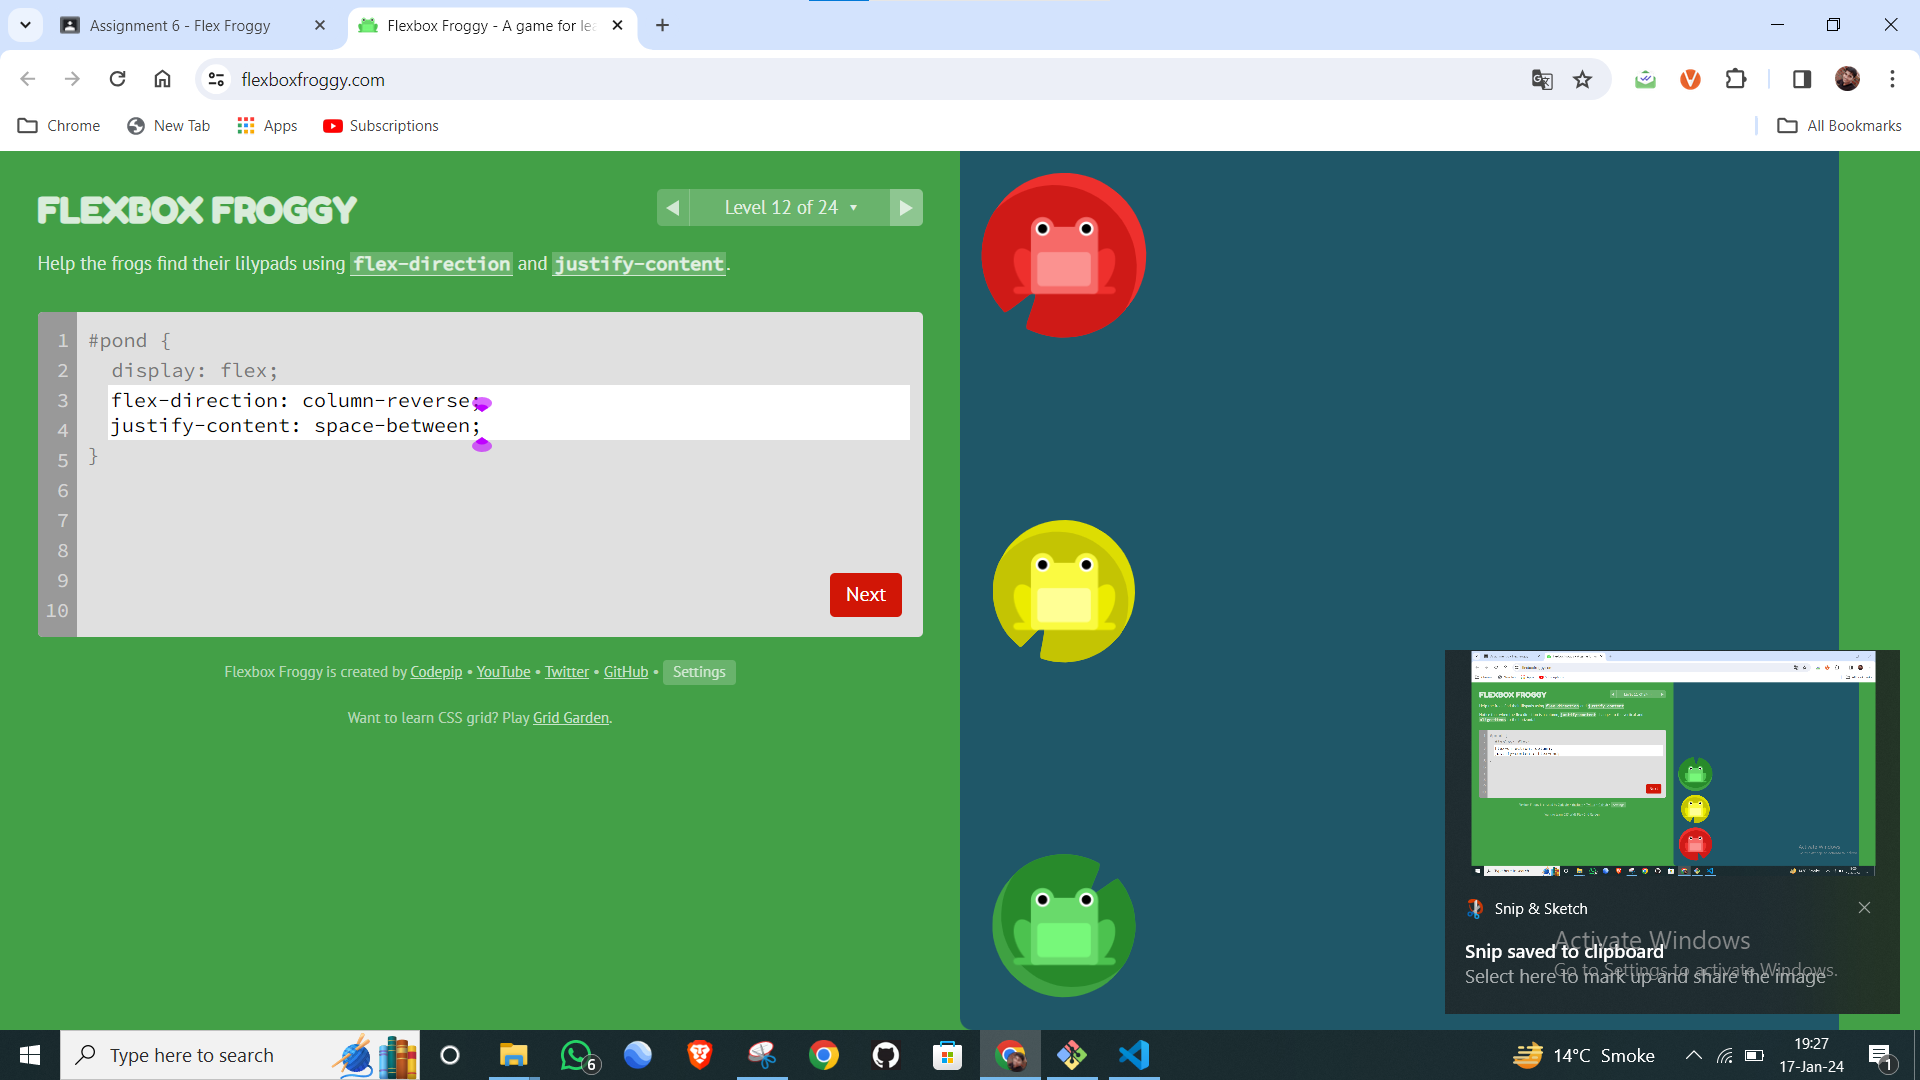 Assignment 6 - Flex Froggy
Flexbox Froggy - A game for lea
flexboxfroggy.com
Chrome
New Tab
Apps
Subscriptions
All Bookmarks
FLEXBOX FROGGY
Level 12 of 24
Help the frogs find their lilypads using flex-direction and justify-content.
1 #pond {
2 display: flex;
3 flex-direction: column-reverse;
4 justify-content: space-between;
5 }
6
7
8
9
10
Next
Flexbox Froggy is created by Codepip • YouTube • Twitter • GitHub • Settings
Want to learn CSS grid? Play Grid Garden.
FLEXBOX FROGGY
Snip & Sketch
Activate Windows
Snip saved to clipboard
Go to Settings to activate Windows.
Select here to mark up and share the image
Type here to search
6
14°C Smoke
19:27
17-Jan-24
1